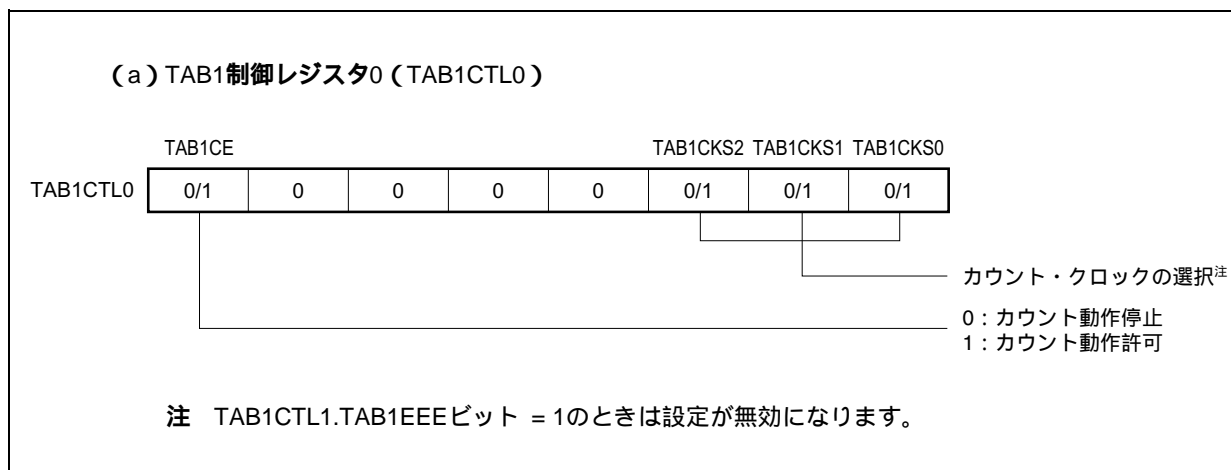 （a）TAB1制御レジスタ0（TAB1CTL0）
TAB1CE TAB1CKS2 TAB1CKS1 TAB1CKS0
TAB1CTL0 0/1 0 0 0 0 0/1 0/1 0/1
カウント・クロックの選択注
0：カウント動作停止
1：カウント動作許可
注 TAB1CTL1.TAB1EEEビット = 1のときは設定が無効になります。